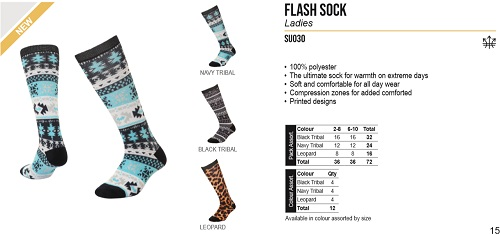 NEW
NAVY TRIBAL
BLACK TRIBAL
LEOPARD
FLASH SOCK
Ladies
SU030
• 100% polyester
• The ultimate sock for warmth on extreme days
• Soft and comfortable for all day wear
• Compression zones for added comforted
• Printed designs
Pack Assort.
Colour 2-8 6-10 Total
Black Tribal 16 16 32
Navy Tribal 12 12 24
Leopard 8 8 16
Total 36 36 72
Colour Assort.
Colour Qty
Black Tribal 4
Navy Tribal 4
Leopard 4
Total 12
Available in colour assorted by size
15